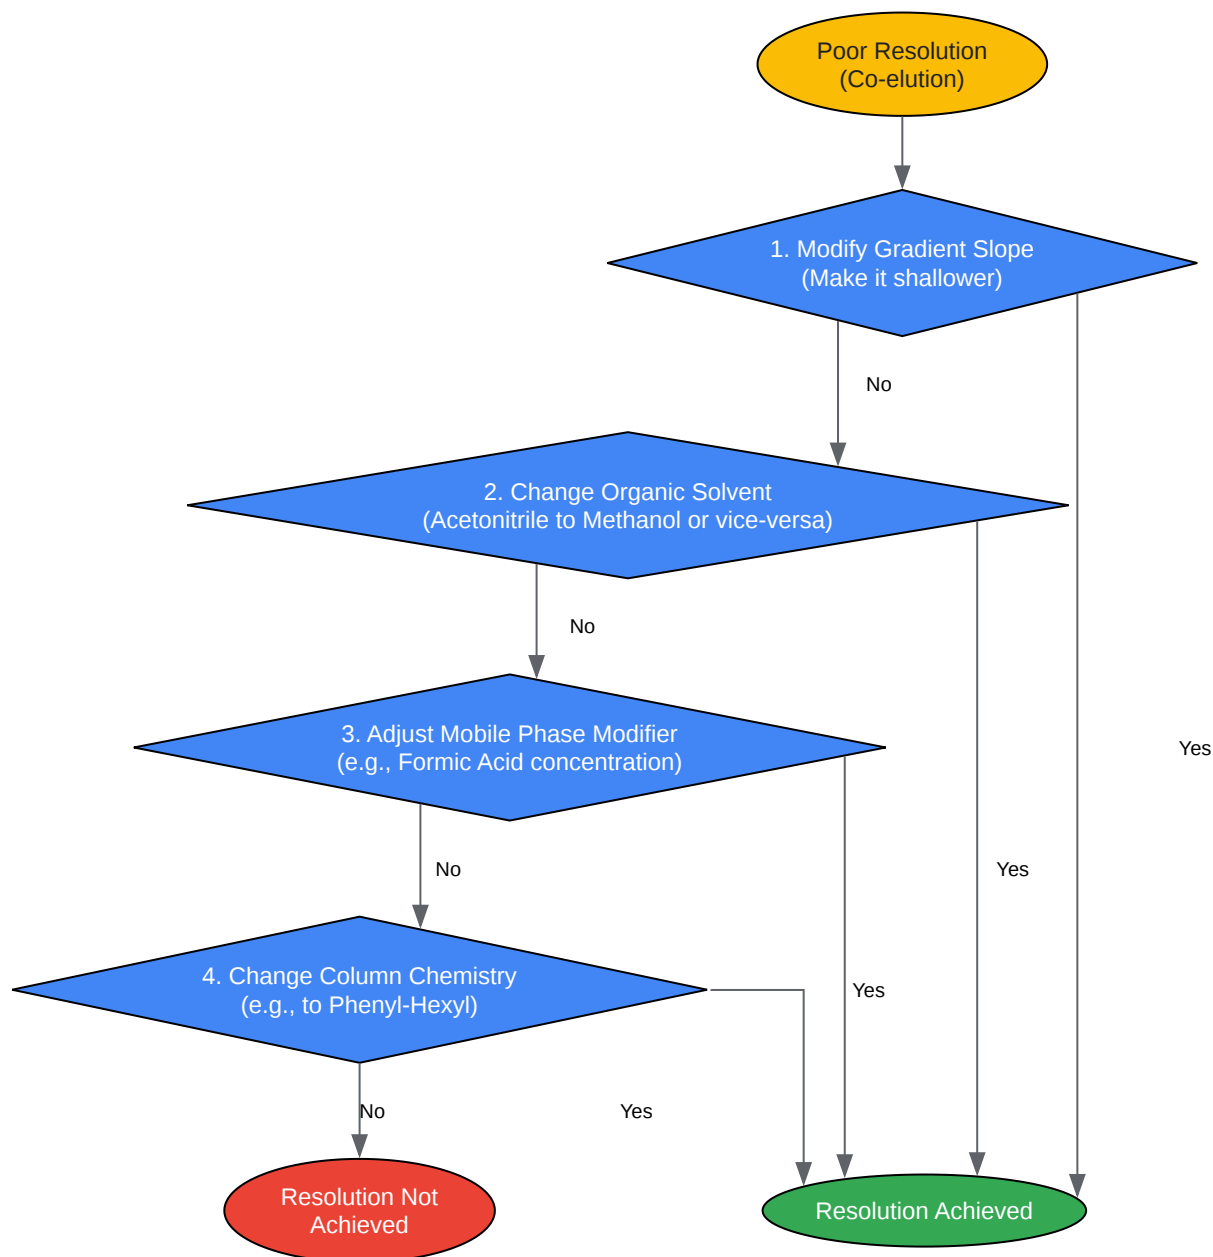 Poor Resolution
(Co-elution)
1. Modify Gradient Slope
(Make it shallower)
No
2. Change Organic Solvent
(Acetonitrile to Methanol or vice-versa)
No
3. Adjust Mobile Phase Modifier
(e.g., Formic Acid concentration)
Yes
No
Yes
4. Change Column Chemistry
(e.g., to Phenyl-Hexyl)
Yes
No
Yes
Resolution Not
Achieved
Resolution Achieved